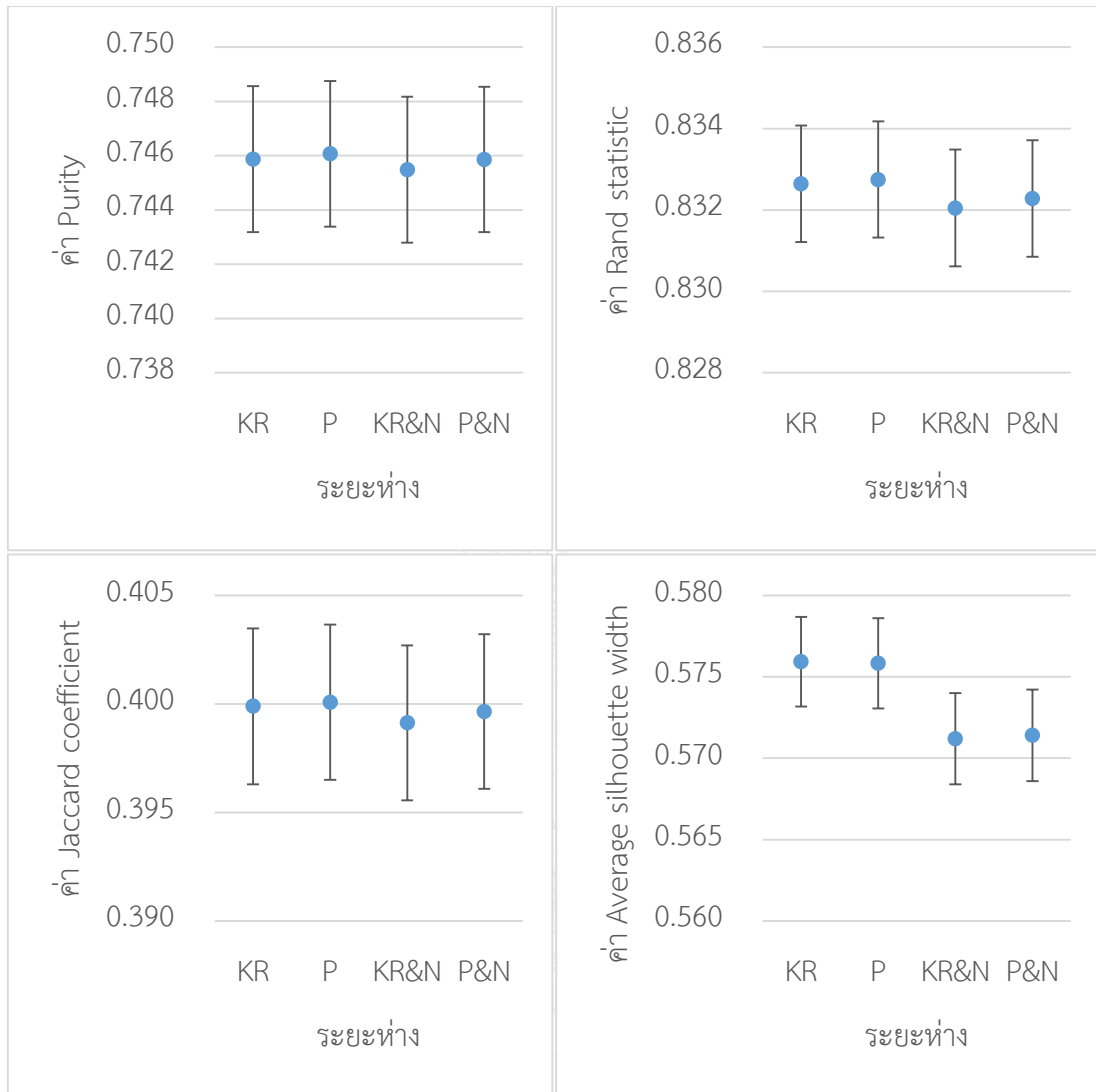 0.750
0.748
0.746
0.744
0.742
0.740
0.738
ค่า Purity
KR P KR&N P&N
ระยะห่าง
0.836
0.834
0.832
0.830
0.828
ค่า Rand statistic
KR P KR&N P&N
ระยะห่าง
0.405
0.400
0.395
0.390
ค่า Jaccard coefficient
KR P KR&N P&N
ระยะห่าง
0.580
0.575
0.570
0.565
0.560
ค่า Average silhouette width
KR P KR&N P&N
ระยะห่าง